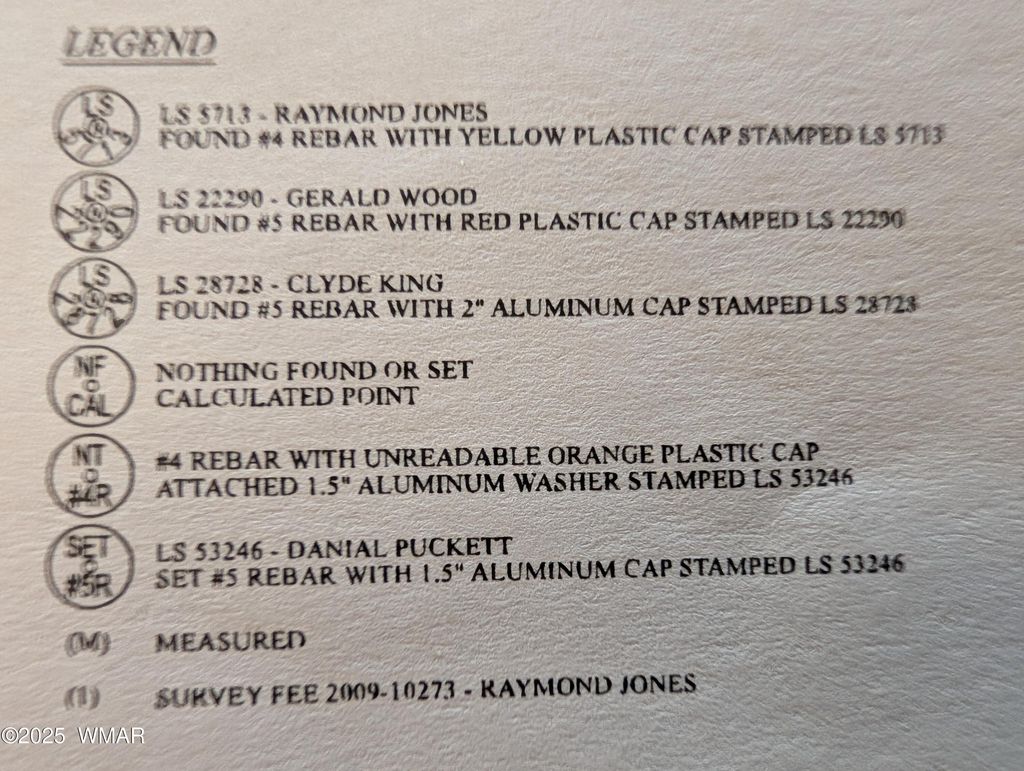 LEGEND
LS
LS 5713 - RAYMOND JONES
FOUND #4 REBAR WITH YELLOW PLASTIC CAP STAMPED LS 5713
LS
2
LS 22290 - GERALD WOOD
FOUND #5 REBAR WITH RED PLASTIC CAP STAMPED LS 22290
LS
7
LS 28728 - CLYDE KING
FOUND #5 REBAR WITH 2" ALUMINUM CAP STAMPED LS 28728
NF
CAL
NOTHING FOUND OR SET
CALCULATED POINT
NT
#4R
#4 REBAR WITH UNREADABLE ORANGE PLASTIC CAP
ATTACHED 1.5" ALUMINUM WASHER STAMPED LS 53246
SET
#5R
LS 53246 - DANIAL PUCKETT
SET #5 REBAR WITH 1.5" ALUMINUM CAP STAMPED LS 53246
(M) MEASURED
(1) SURVEY FEE 2009-10273 - RAYMOND JONES
©2025 WMAR